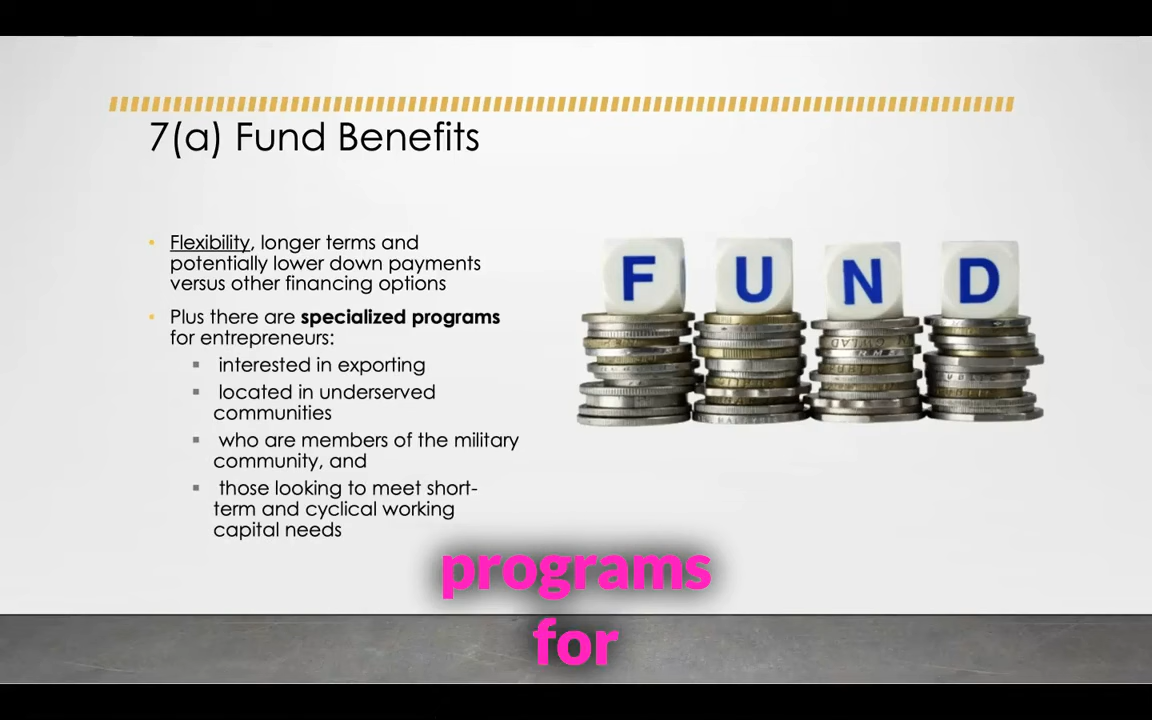 7(a) Fund Benefits
Flexibility, longer terms and
potentially lower down payments
versus other financing options
Plus there are specialized programs
for entrepreneurs:
interested in exporting
located in underserved
communities
who are members of the military
community, and
those looking to meet short-
term and cyclical working
capital needs
F U N D
programs
for